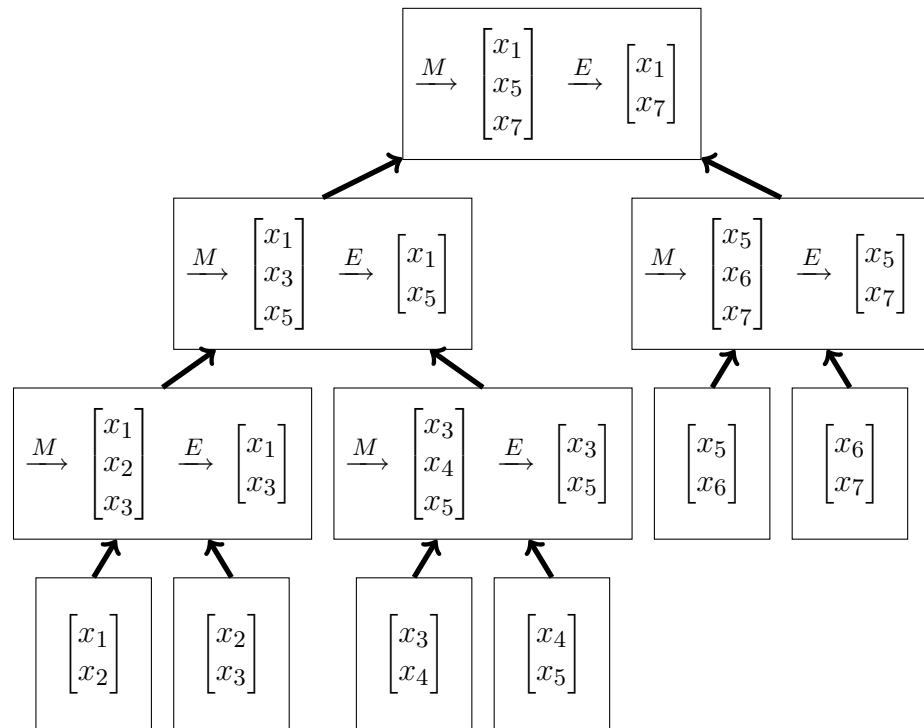 M→ [x₁ x₅ x₇] E→ [x₁ x₇]
M→ [x₁ x₃ x₅] E→ [x₁ x₅]
M→ [x₅ x₆ x₇] E→ [x₅ x₇]
M→ [x₁ x₂ x₃] E→ [x₁ x₃]
M→ [x₃ x₄ x₅] E→ [x₃ x₅]
[x₅ x₆]
[x₆ x₇]
[x₁ x₂]
[x₂ x₃]
[x₃ x₄]
[x₄ x₅]